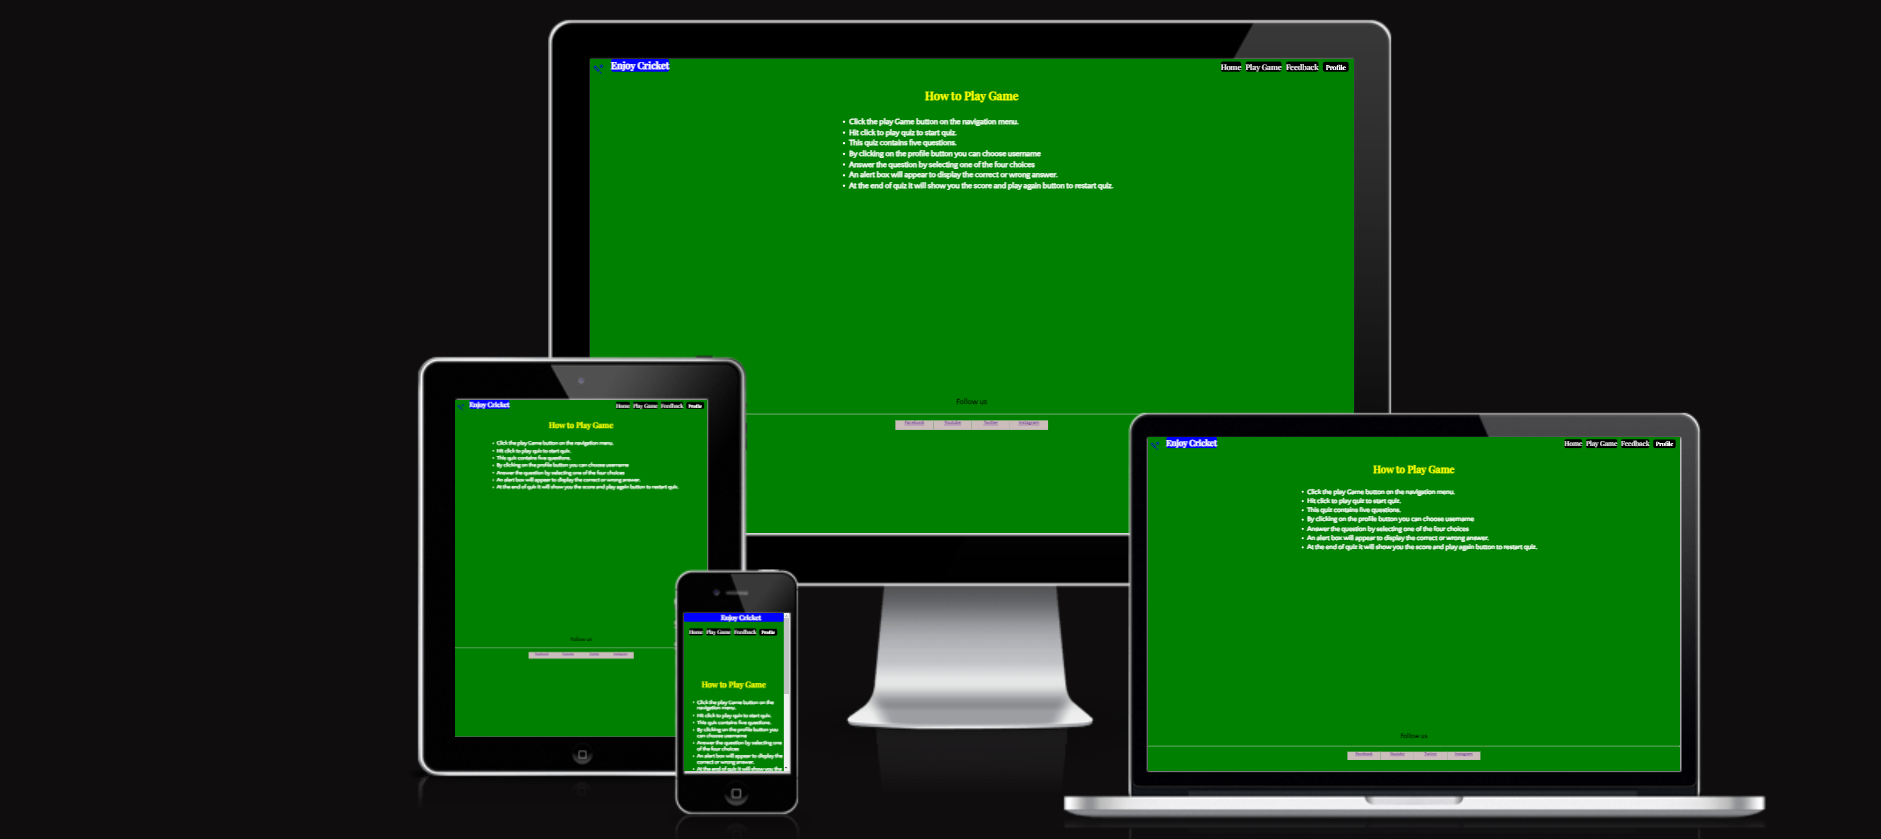 Enjoy Cricket
Home Play Game Feedback Profile
How to Play Game
• Click the play Game button on the navigation menu.
• Hit click to play quiz to start quiz.
• This quiz contains five questions.
• By clicking on the profile button you can choose username
• Answer the question by selecting one of the four choices
• An alert box will appear to display the correct or wrong answer.
• At the end of quiz it will show you the score and play again button to restart quiz.
Follow us
Facebook Youtube Twitter Instagram
Enjoy Cricket
Home Play Game Feedback Profile
How to Play Game
• Click the play Game button on the navigation menu.
• Hit click to play quiz to start quiz.
• This quiz contains five questions.
• By clicking on the profile button you can choose username
• Answer the question by selecting one of the four choices
• An alert box will appear to display the correct or wrong answer.
• At the end of quiz it will show you the score and play again button to restart quiz.
Follow us
Enjoy Cricket
Home Play Game Feedback Profile
How to Play Game
• Click the play Game button on the
navigation menu.
• Hit click to play quiz to start quiz.
• This quiz contains five questions.
• By clicking on the profile button you
can choose username
• Answer the question by selecting one
of the four choices
• An alert box will appear to display the
correct or wrong answer.
• At the end of quiz it will show you the
Enjoy Cricket
Home Play Game Feedback Profile
How to Play Game
• Click the play Game button on the navigation menu.
• Hit click to play quiz to start quiz.
• This quiz contains five questions.
• By clicking on the profile button you can choose username
• Answer the question by selecting one of the four choices
• An alert box will appear to display the correct or wrong answer.
• At the end of quiz it will show you the score and play again button to restart quiz.
Follow us
Facebook Youtube Twitter Instagram